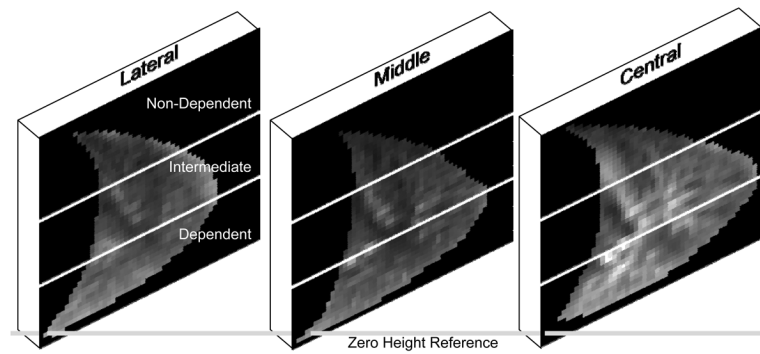 Lateral
Middle
Central
Non-Dependent
Intermediate
Dependent
Zero Height Reference